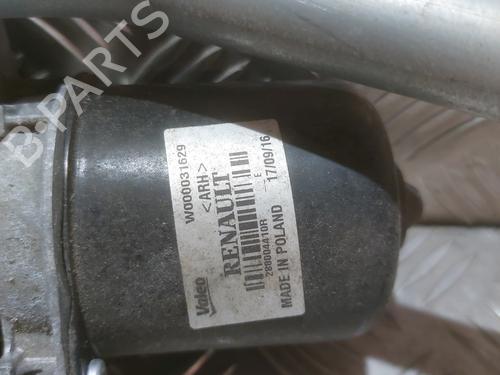 B-PARTS
W000031629
<ARH>
RENAULT
288004410R
MADE IN POLAND
17/09/16
E
Valeo